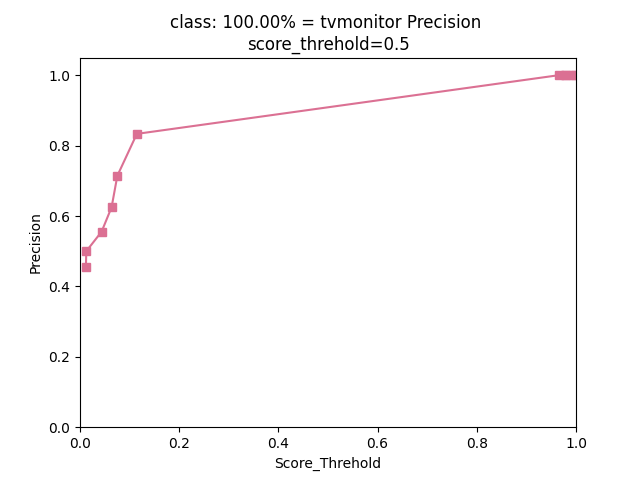 class: 100.00% = tvmonitor Precision
score_threhold=0.5
1.0
0.8
0.6
0.4
0.2
0.0
Precision
0.0 0.2 0.4 0.6 0.8 1.0
Score_Threhold